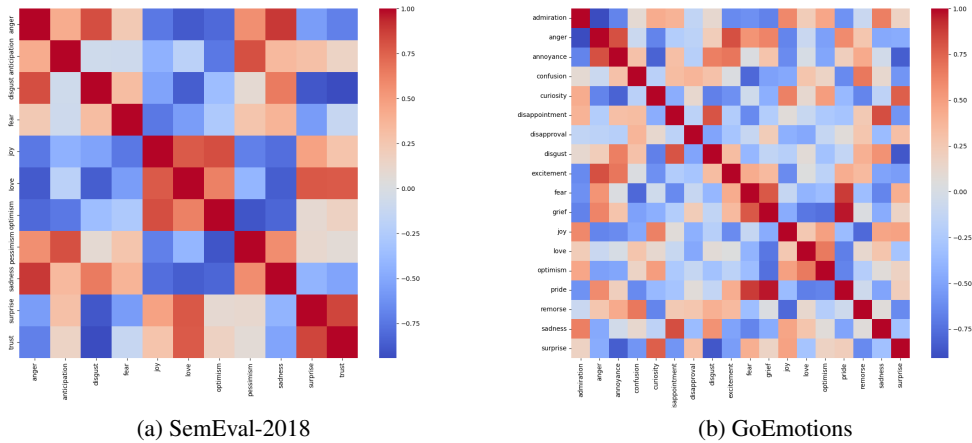 anger
anticipation
disgust
fear
joy
love
optimism
pessimism
sadness
surprise
trust
anger
anticipation
disgust
fear
joy
love
optimism
pessimism
sadness
surprise
trust
1.00
0.75
0.50
0.25
0.00
−0.25
−0.50
−0.75
(a) SemEval-2018
admiration
anger
annoyance
confusion
curiosity
disappointment
disapproval
disgust
excitement
fear
grief
joy
love
optimism
pride
remorse
sadness
surprise
admiration
anger
annoyance
confusion
curiosity
sappointment
disapproval
disgust
excitement
fear
grief
joy
love
optimism
pride
remorse
sadness
surprise
1.00
0.75
0.50
0.25
0.00
−0.25
−0.50
−0.75
(b) GoEmotions